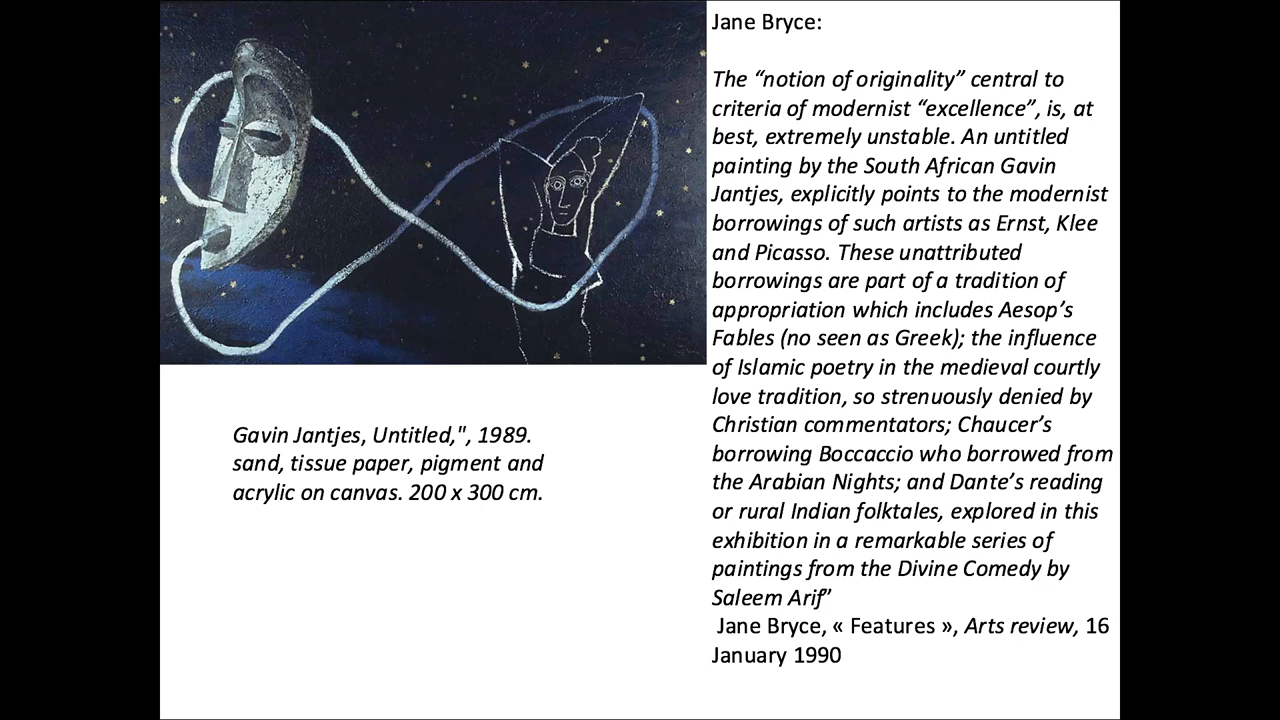 Jane Bryce:
The “notion of originality” central to
criteria of modernist “excellence”, is, at
best, extremely unstable. An untitled
painting by the South African Gavin
Jantjes, explicitly points to the modernist
borrowings of such artists as Ernst, Klee
and Picasso. These unattributed
borrowings are part of a tradition of
appropriation which includes Aesop’s
Fables (no seen as Greek); the influence
of Islamic poetry in the medieval courtly
love tradition, so strenuously denied by
Christian commentators; Chaucer’s
borrowing Boccaccio who borrowed from
the Arabian Nights; and Dante’s reading
or rural Indian folktales, explored in this
exhibition in a remarkable series of
paintings from the Divine Comedy by
Saleem Arif”
Jane Bryce, « Features », Arts review, 16
January 1990
Gavin Jantjes, Untitled,", 1989.
sand, tissue paper, pigment and
acrylic on canvas. 200 x 300 cm.